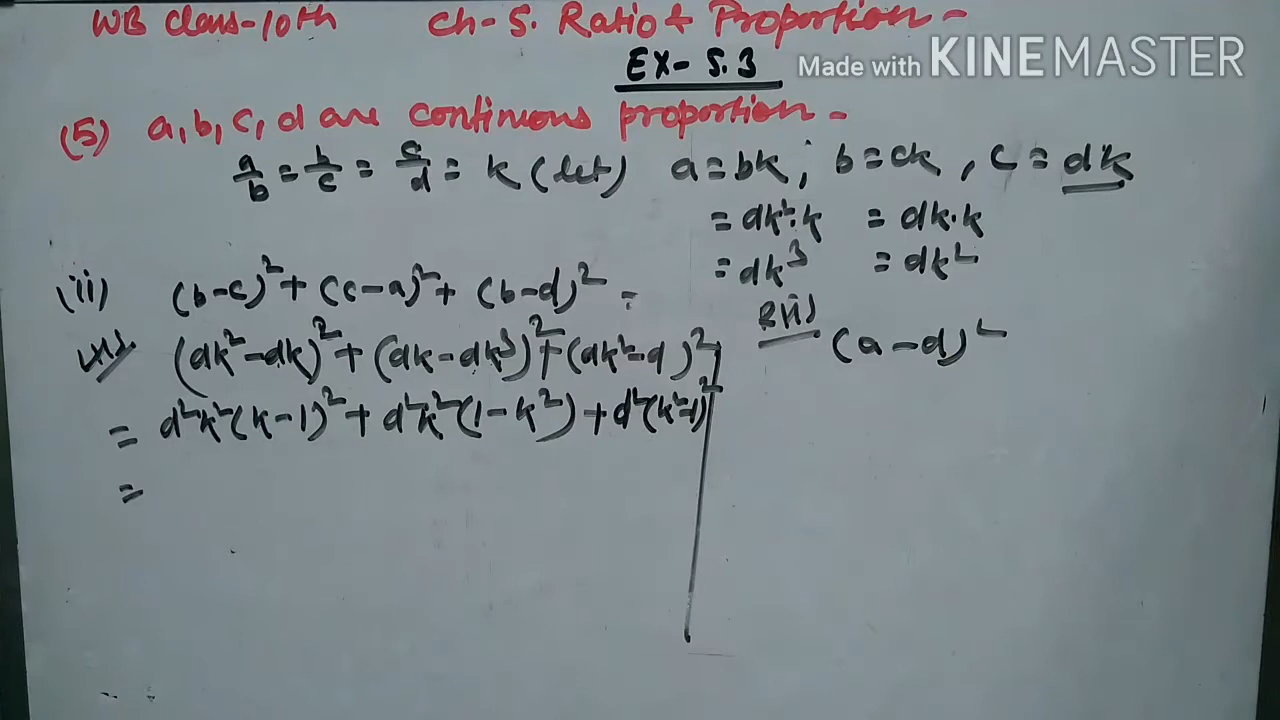 WB Class-10th Ch-5. Ratio & Proportion-
EX- 5.3
Made with KINEMASTER
(5) a, b, c, d are continuous proportion-
a/b = b/c = c/d = k (let) a = bk ; b = ck , c = dk
= dk²·k = dk·k
= dk³ = dk²
(ii) (b-c)² + (c-a)² + (b-d)² =
LHS (dk²-dk)² + (dk-dk³)² + (dk²-d)²
RHS (a-d)²
= d²k²(k-1)² + d²k²(1-k²) + d²(k²-1)²
=